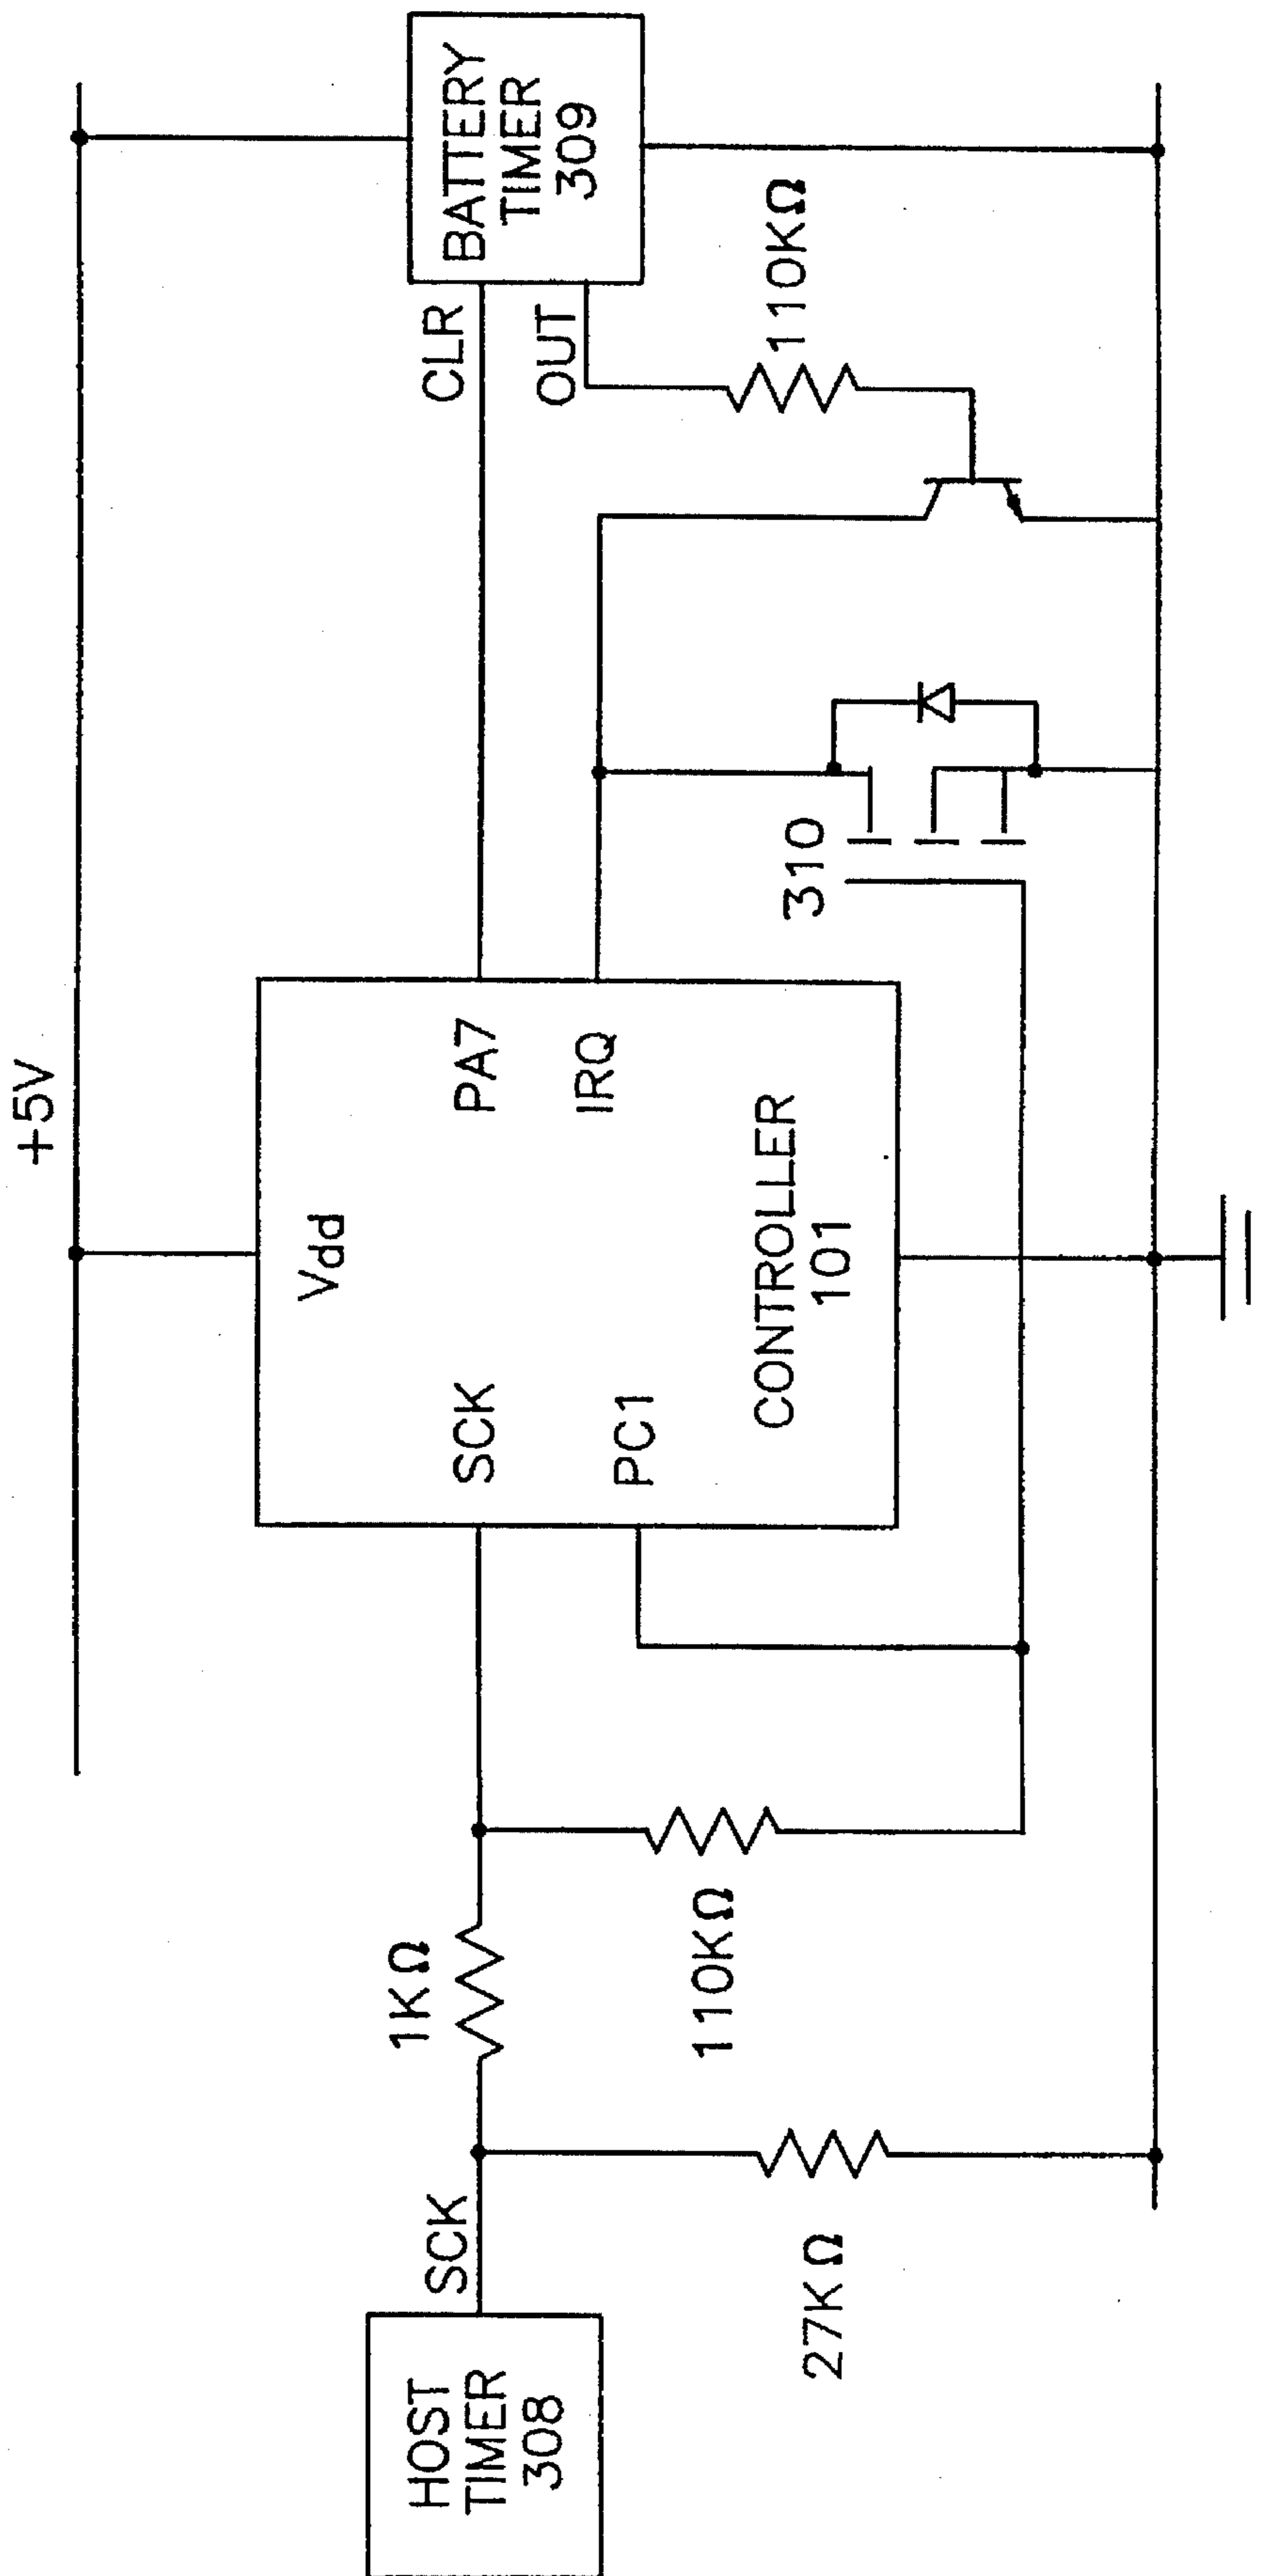 +5V
HOST
TIMER
308
SCK
27KΩ
1KΩ
110KΩ
SCK
PC1
Vdd
CONTROLLER
101
PA7
IRQ
310
CLR
OUT
110KΩ
BATTERY
TIMER
309